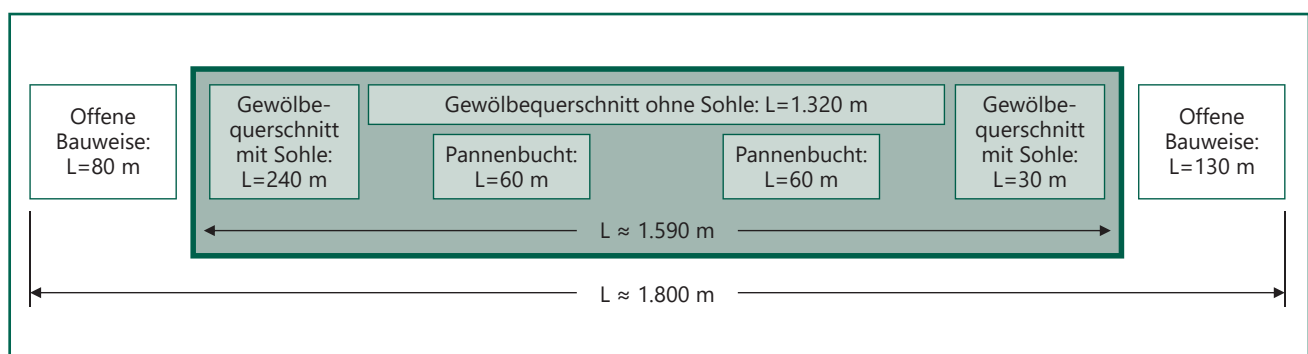 Offene
Bauweise:
L=80 m
Gewölbe-
querschnitt
mit Sohle:
L=240 m
Gewölbequerschnitt ohne Sohle: L=1.320 m
Pannenbucht:
L=60 m
Pannenbucht:
L=60 m
Gewölbe-
querschnitt
mit Sohle:
L=30 m
Offene
Bauweise:
L=130 m
L ≈ 1.590 m
L ≈ 1.800 m